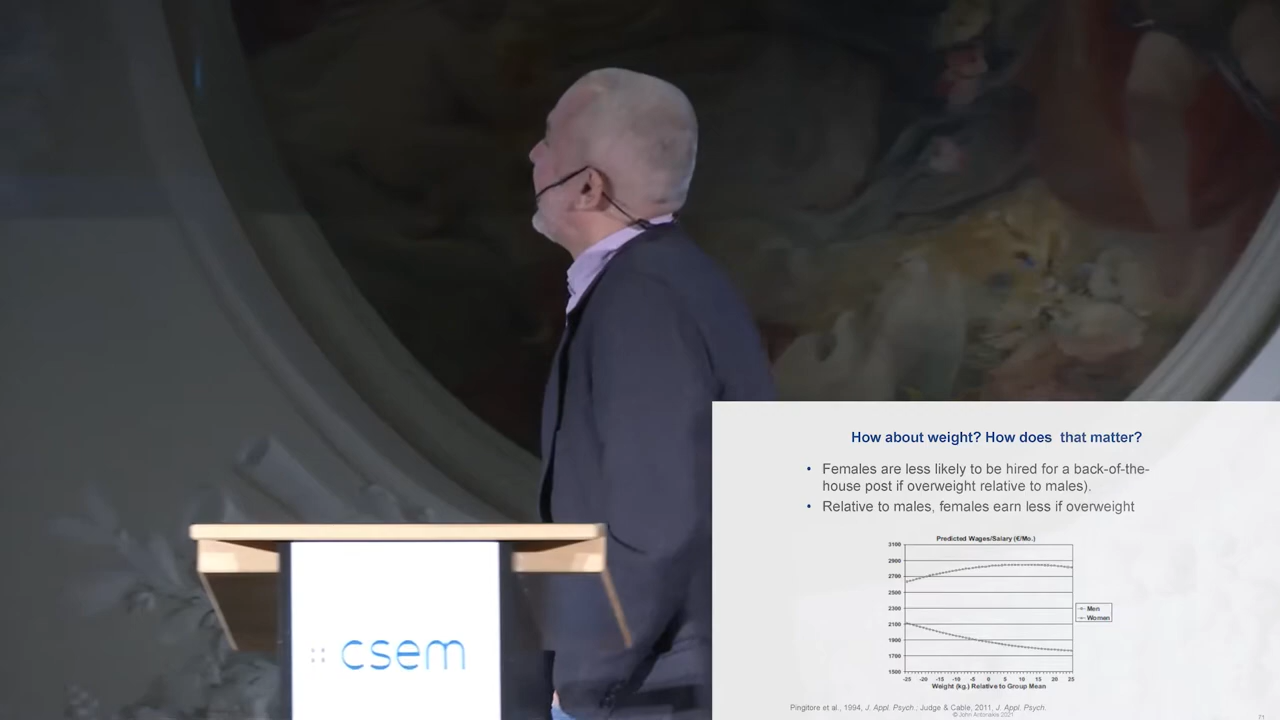 csem
How about weight? How does that matter?
• Females are less likely to be hired for a back-of-the-
house post if overweight relative to males).
• Relative to males, females earn less if overweight
Predicted Wages/Salary (€/Mo.)
3100
2900
2700
2500
2300
2100
1900
1700
1500
-25 -20 -15 -10 -5 0 5 10 15 20 25
Weight (kg.) Relative to Group Mean
Men
Women
Pingitore et al., 1994, J. Appl. Psych.; Judge & Cable, 2011, J. Appl. Psych.
© John Antonakis 2021
71